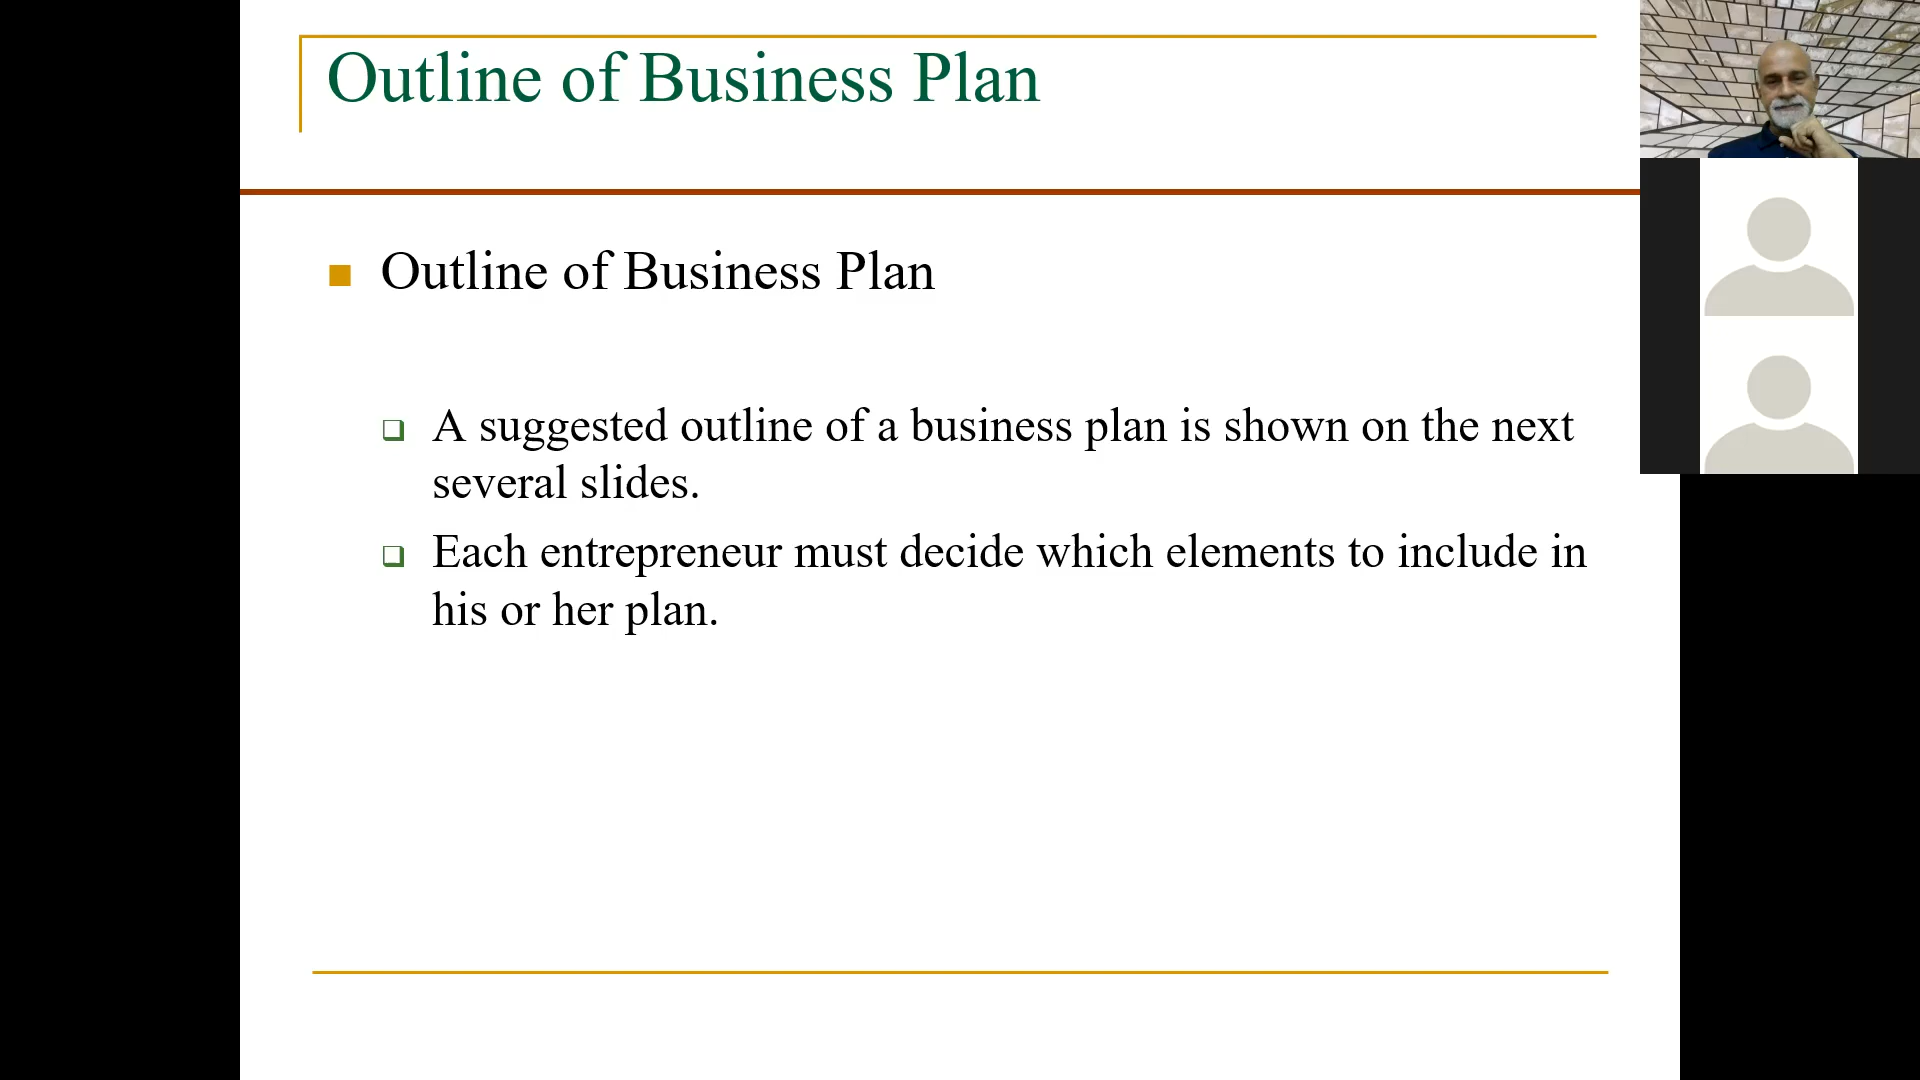 Outline of Business Plan
Outline of Business Plan
A suggested outline of a business plan is shown on the next
several slides.
Each entrepreneur must decide which elements to include in
his or her plan.